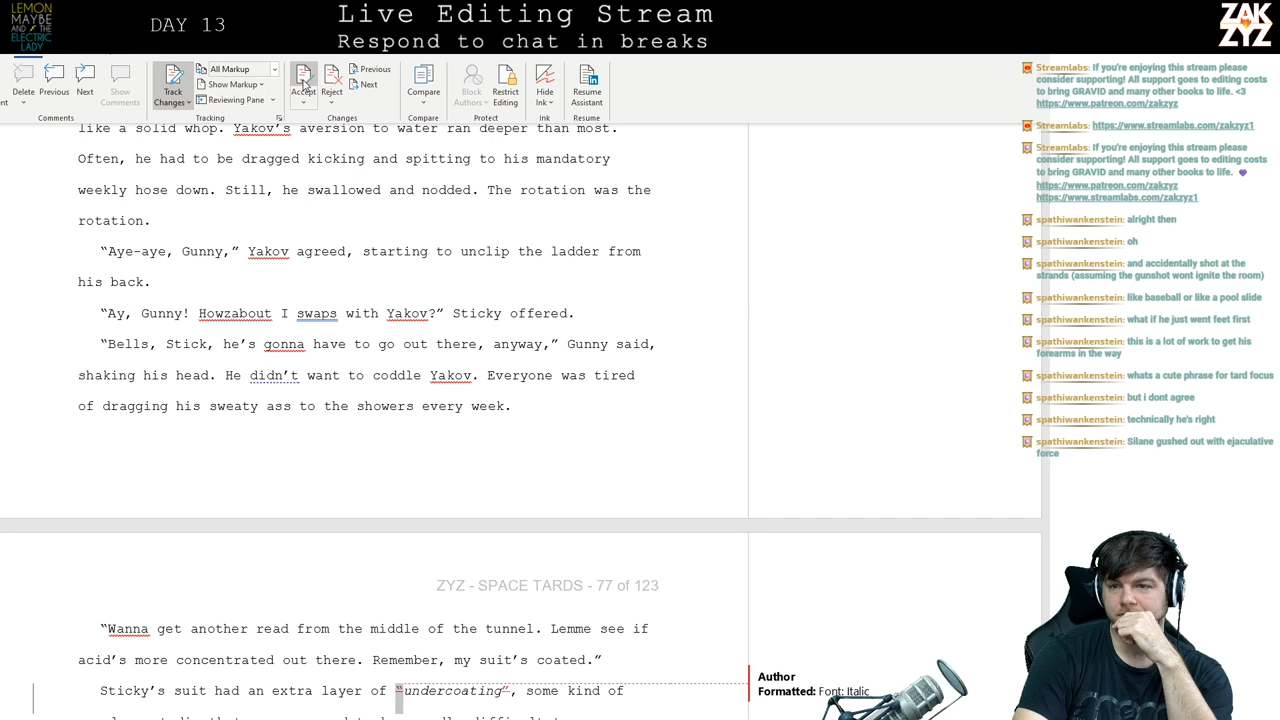 LEMON
MAYBE
AND THE
ELECTRIC
LADY
DAY 13
Live Editing Stream
Respond to chat in breaks
ZAK
ZYZ
Delete
Previous
Next
Show
Comments
Comments
Track
Changes
All Markup
Show Markup
Reviewing Pane
Tracking
Accept
Reject
Previous
Next
Changes
Compare
Compare
Block
Authors
Restrict
Editing
Protect
Hide
Ink
Ink
Resume
Assistant
Resume
like a solid whop. Yakov’s aversion to water ran deeper than most.
Often, he had to be dragged kicking and spitting to his mandatory
weekly hose down. Still, he swallowed and nodded. The rotation was the
rotation.
“Aye-aye, Gunny,” Yakov agreed, starting to unclip the ladder from
his back.
“Ay, Gunny! Howzabout I swaps with Yakov?” Sticky offered.
“Bells, Stick, he’s gonna have to go out there, anyway,” Gunny said,
shaking his head. He didn’t want to coddle Yakov. Everyone was tired
of dragging his sweaty ass to the showers every week.
ZYZ - SPACE TARDS - 77 of 123
“Wanna get another read from the middle of the tunnel. Lemme see if
acid’s more concentrated out there. Remember, my suit’s coated.”
Sticky’s suit had an extra layer of “undercoating”, some kind of
Author
Formatted: Font: Italic
Streamlabs: If you're enjoying this stream please
consider supporting! All support goes to editing costs
to bring GRAVID and many other books to life. <3
https://www.patreon.com/zakzyz
Streamlabs: https://www.streamlabs.com/zakzyz1
Streamlabs: If you're enjoying this stream please
consider supporting! All support goes to editing costs
to bring GRAVID and many other books to life. 💜
https://www.patreon.com/zakzyz
https://www.streamlabs.com/zakzyz1
spathiwankenstein: alright then
spathiwankenstein: oh
spathiwankenstein: and accidentally shot at the
strands (assuming the gunshot wont ignite the room)
spathiwankenstein: like baseball or like a pool slide
spathiwankenstein: what if he just went feet first
spathiwankenstein: this is a lot of work to get his
forearms in the way
spathiwankenstein: whats a cute phrase for tard focus
spathiwankenstein: but i dont agree
spathiwankenstein: technically he's right
spathiwankenstein: Silane gushed out with ejaculative
force